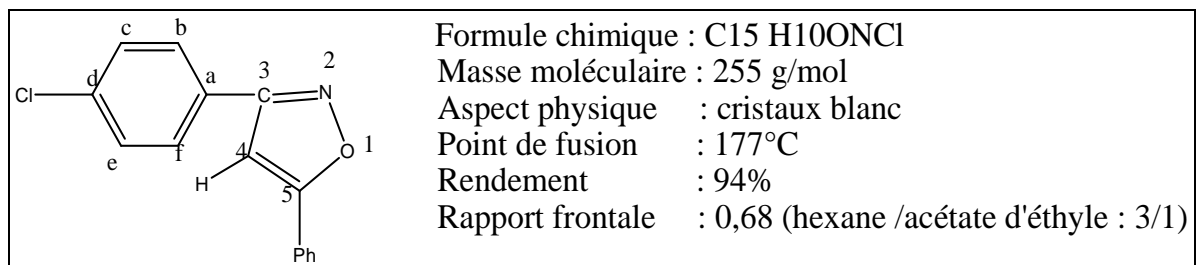 Formule chimique : C15 H10ONCl
Masse moléculaire : 255 g/mol
Aspect physique : cristaux blanc
Point de fusion : 177°C
Rendement : 94%
Rapport frontale : 0,68 (hexane /acétate d'éthyle : 3/1)
c b
d a 3 2
Cl C N
e f 4 O 1
H 5
Ph